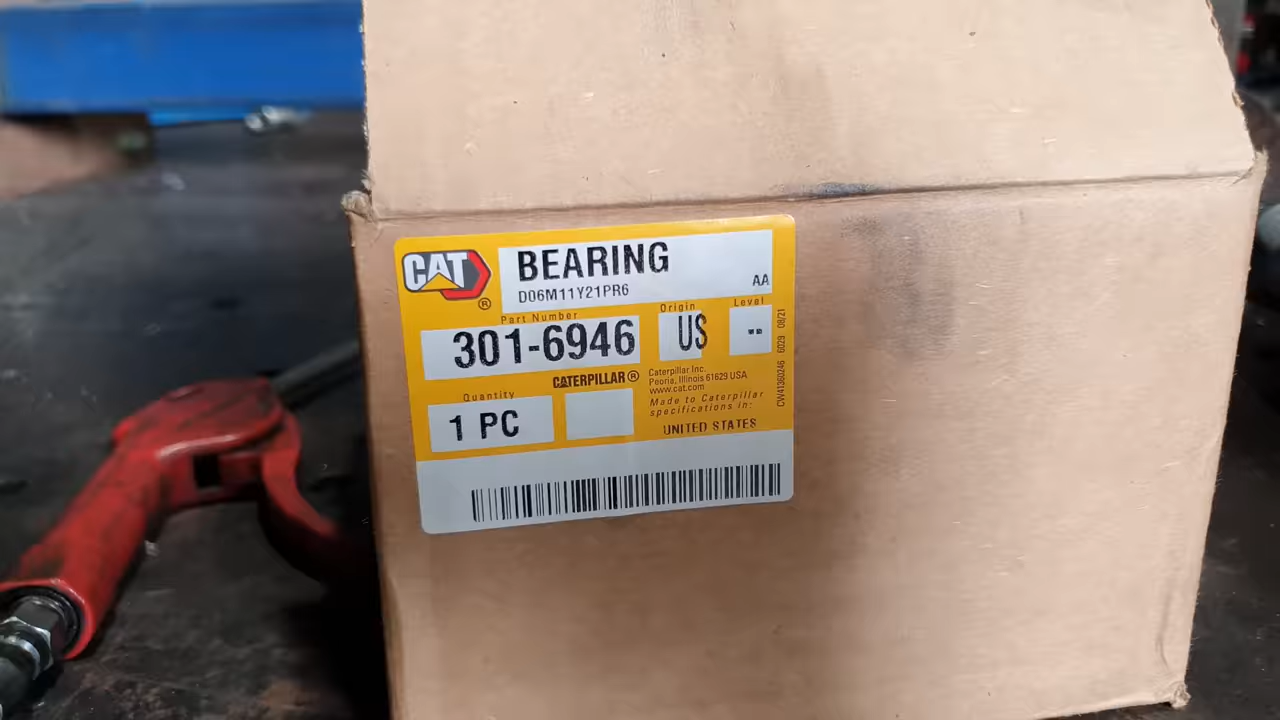 CAT
®
BEARING
D06M11Y21PR6
AA
Part Number
301-6946
Origin
US
Level
--
Quantity
1 PC
CATERPILLAR®
Caterpillar Inc.
Peoria, Illinois 61629 USA
www.cat.com
Made to Caterpillar
specifications in:
UNITED STATES
CW41360246 6029 08/21